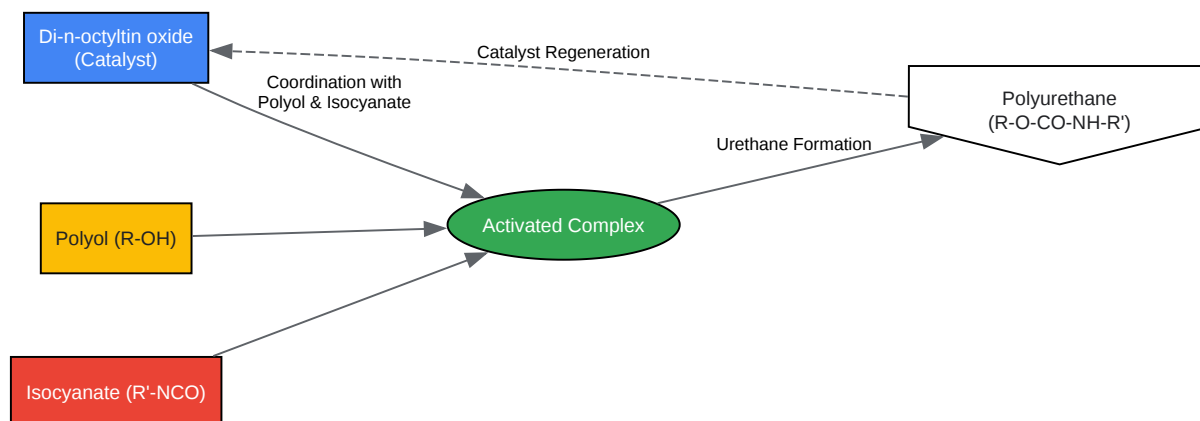 Di-n-octyltin oxide
(Catalyst)
Catalyst Regeneration
Coordination with
Polyol & Isocyanate
Polyurethane
(R-O-CO-NH-R')
Urethane Formation
Polyol (R-OH)
Activated Complex
Isocyanate (R'-NCO)